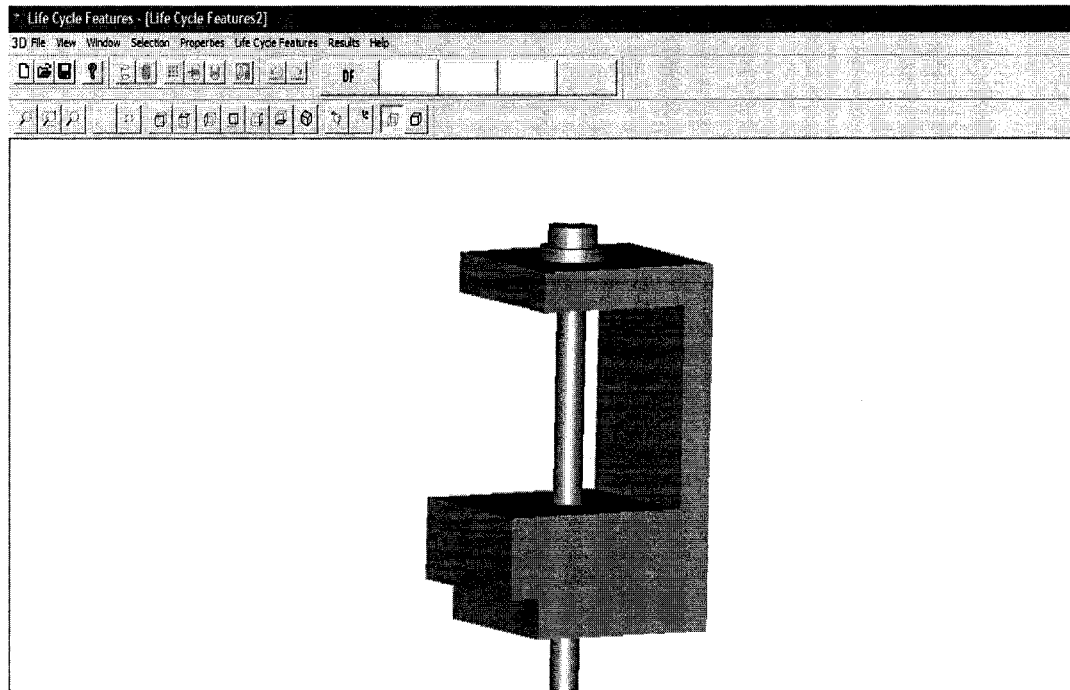 Life Cycle Features - [Life Cycle Features2]
3D File View Window Selection Properties Life Cycle Features Results Help
DF